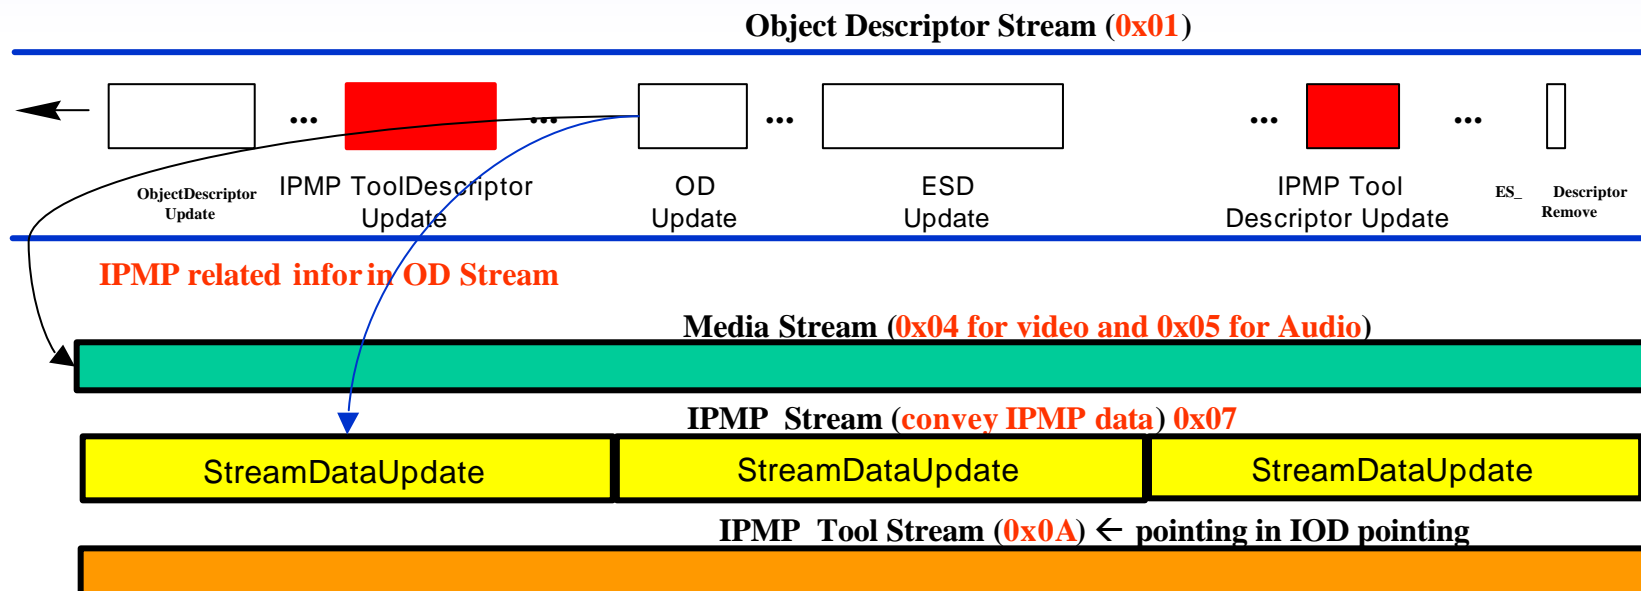 Object Descriptor Stream (0x01)
... ... ... ... ...
ObjectDescriptor
Update
IPMP ToolDescriptor
Update
OD
Update
ESD
Update
IPMP Tool
Descriptor Update
ES_ Descriptor
Remove
IPMP related infor in OD Stream
Media Stream (0x04 for video and 0x05 for Audio)
IPMP Stream (convey IPMP data) 0x07
StreamDataUpdate StreamDataUpdate StreamDataUpdate
IPMP Tool Stream (0x0A) ← pointing in IOD pointing